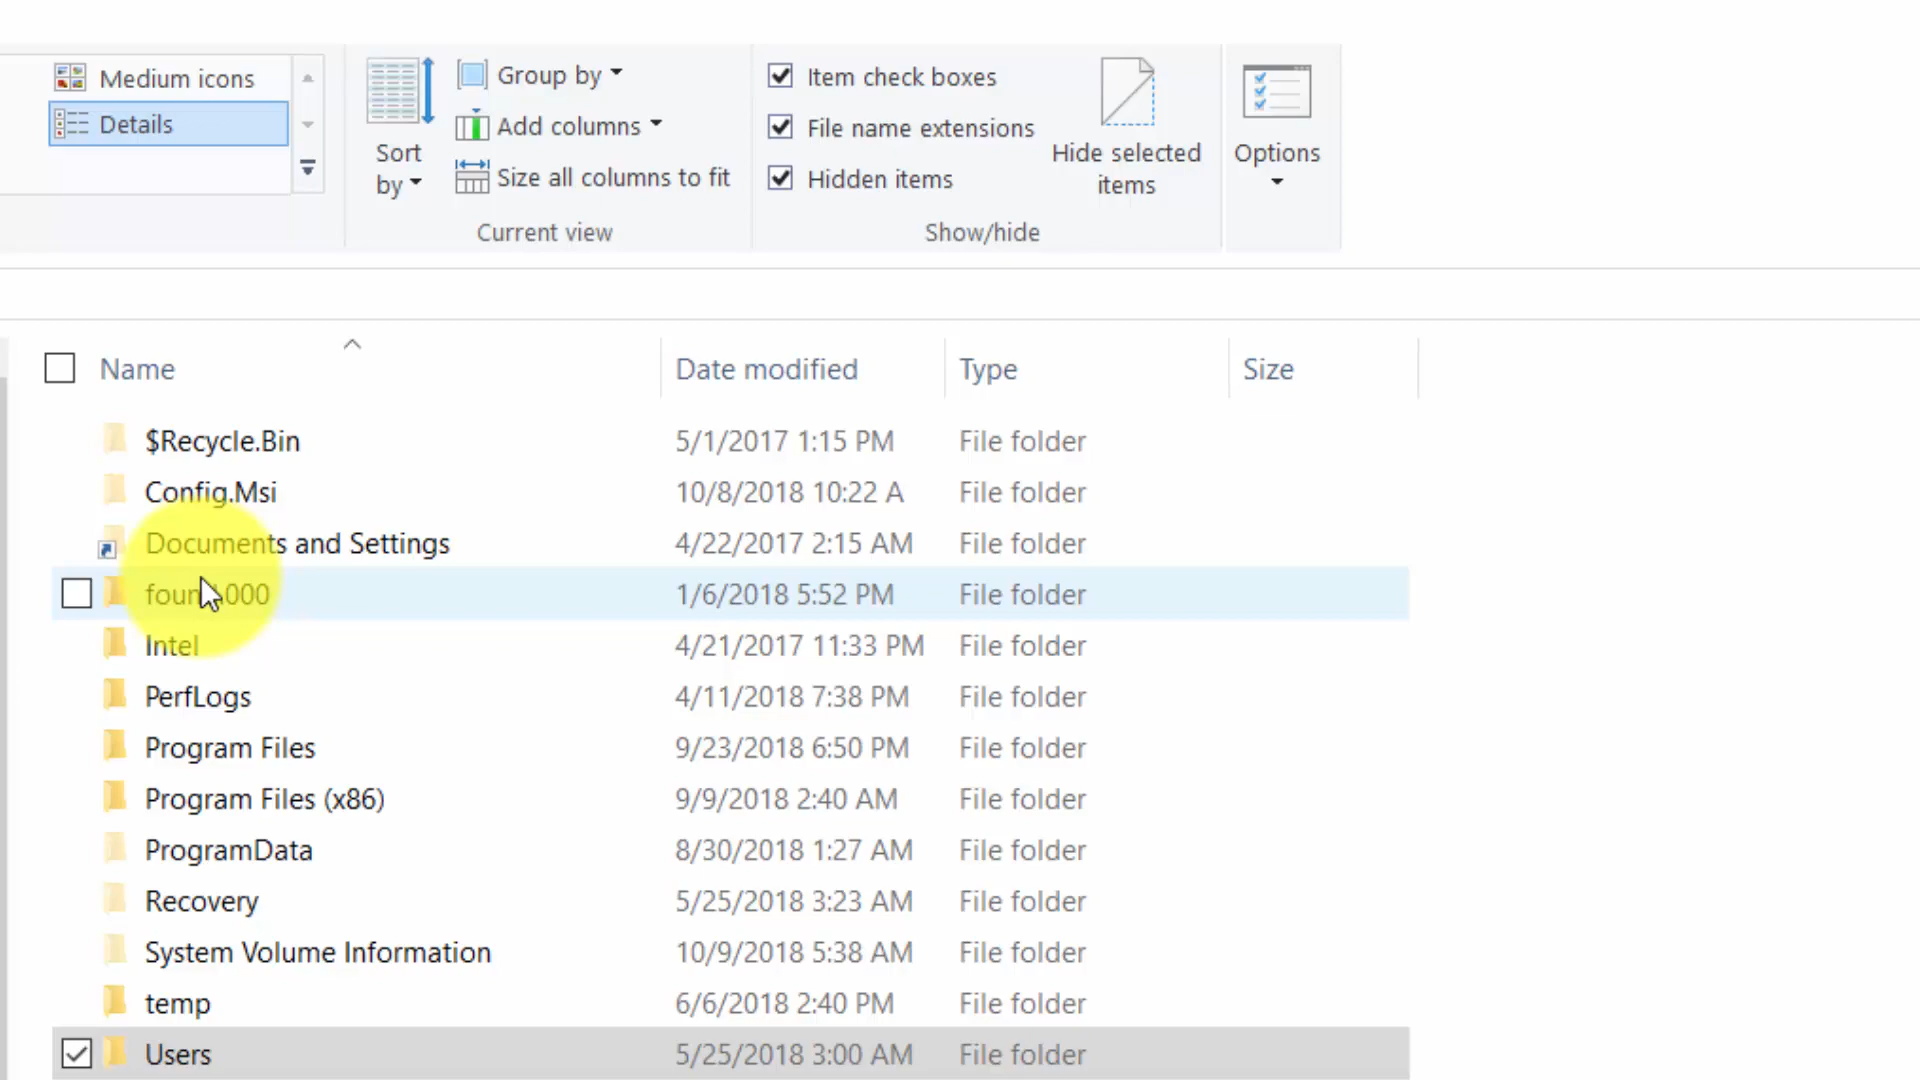 Medium icons
Details
Sort by
Group by
Add columns
Size all columns to fit
Current view
Item check boxes
File name extensions
Hidden items
Hide selected items
Show/hide
Options
Name Date modified Type Size
$Recycle.Bin 5/1/2017 1:15 PM File folder
Config.Msi 10/8/2018 10:22 A File folder
Documents and Settings 4/22/2017 2:15 AM File folder
1/6/2018 5:52 PM File folder
Intel 4/21/2017 11:33 PM File folder
PerfLogs 4/11/2018 7:38 PM File folder
Program Files 9/23/2018 6:50 PM File folder
Program Files (x86) 9/9/2018 2:40 AM File folder
ProgramData 8/30/2018 1:27 AM File folder
Recovery 5/25/2018 3:23 AM File folder
System Volume Information 10/9/2018 5:38 AM File folder
temp 6/6/2018 2:40 PM File folder
Users 5/25/2018 3:00 AM File folder